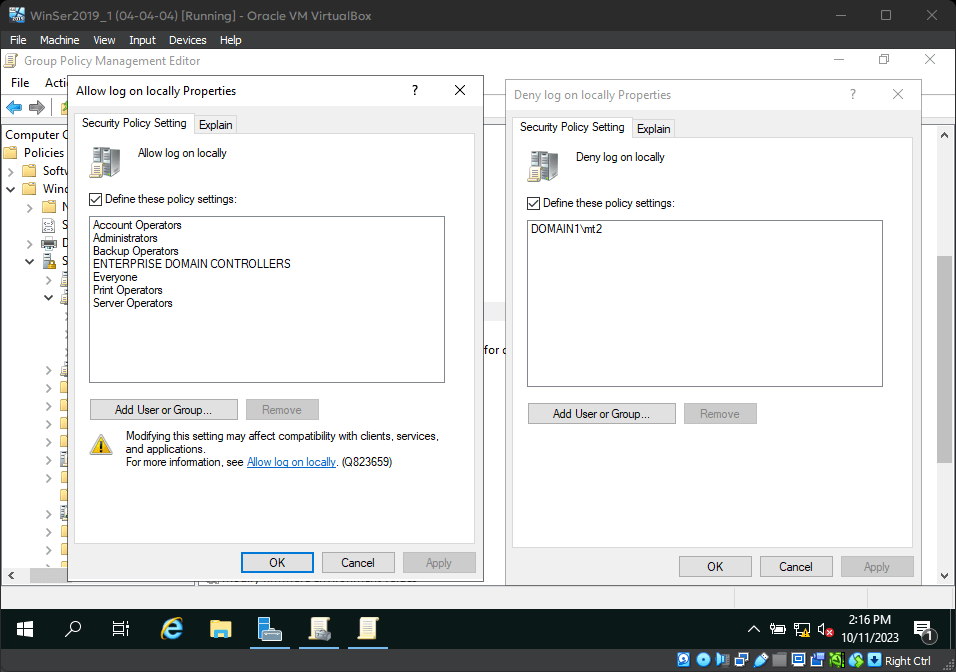 WinSer2019_1 (04-04-04) [Running] - Oracle VM VirtualBox
File Machine View Input Devices Help
Group Policy Management Editor
File
Allow log on locally Properties ?
Security Policy Setting Explain
Allow log on locally
Define these policy settings:
Account Operators
Administrators
Backup Operators
ENTERPRISE DOMAIN CONTROLLERS
Everyone
Print Operators
Server Operators
Add User or Group... Remove
Modifying this setting may affect compatibility with clients, services,
and applications.
For more information, see Allow log on locally. (Q823659)
OK Cancel Apply
Deny log on locally Properties ?
Security Policy Setting Explain
Deny log on locally
Define these policy settings:
DOMAIN1\mt2
Add User or Group... Remove
OK Cancel Apply
Computer C
Policies
for
2:16 PM
10/11/2023
1
Right Ctrl